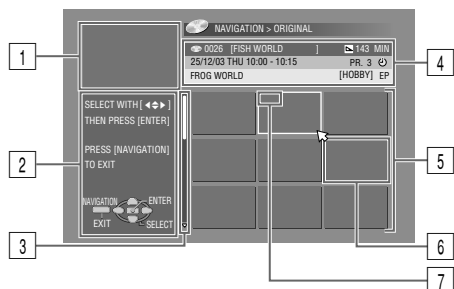 NAVIGATION > ORIGINAL
0026 [FISH WORLD ] 143 MIN
25/12/03 THU 10:00 - 10:15 PR. 3
FROG WORLD [HOBBY] EP
SELECT WITH [ ]
THEN PRESS [ENTER]
PRESS [NAVIGATION]
TO EXIT
NAVIGATION ENTER
EXIT SELECT
1
2
3
4
5
6
7